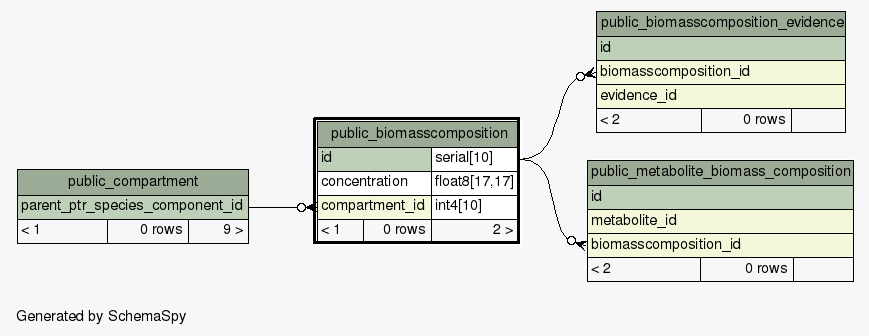 public_biomasscomposition_evidence
id
biomasscomposition_id
evidence_id
< 2 0 rows
public_biomasscomposition
id serial[10]
concentration float8[17,17]
compartment_id int4[10]
< 1 0 rows 2 >
public_compartment
parent_ptr_species_component_id
< 1 0 rows 9 >
public_metabolite_biomass_composition
id
metabolite_id
biomasscomposition_id
< 2 0 rows
Generated by SchemaSpy